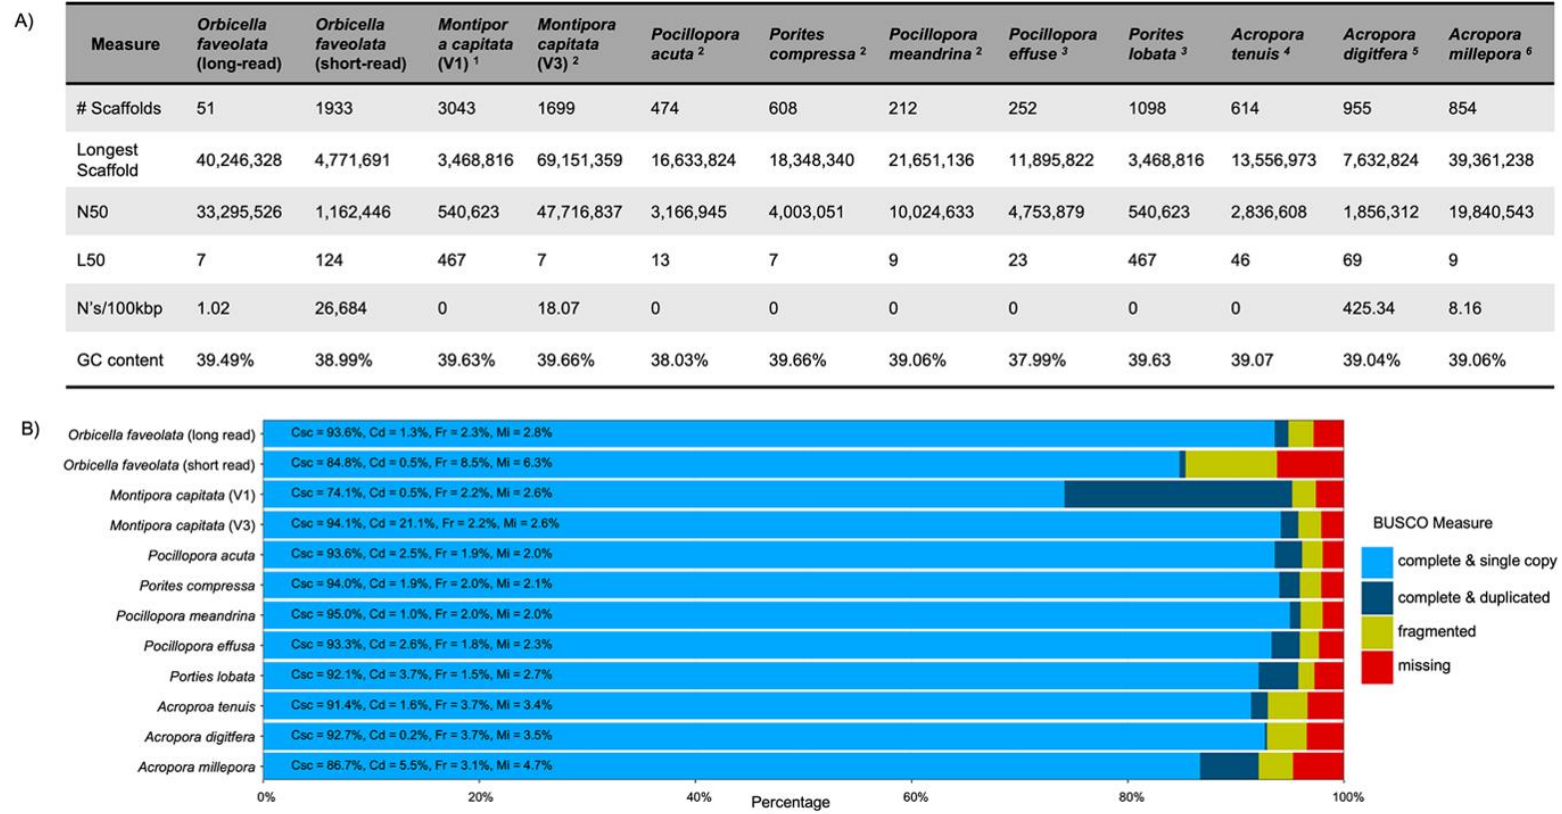 A)
Measure Orbicella faveolata (long-read) Orbicella faveolata (short-read) Montipor a capitata (V1) 1 Montipora capitata (V3) 2 Pocillopora acuta 2 Porites compressa 2 Pocillopora meandrina 2 Pocillopora effuse 3 Porites lobata 3 Acropora tenuis 4 Acropora digitfera 5 Acropora millepora 6
# Scaffolds 51 1933 3043 1699 474 608 212 252 1098 614 955 854
Longest Scaffold 40,246,328 4,771,691 3,468,816 69,151,359 16,633,824 18,348,340 21,651,136 11,895,822 3,468,816 13,556,973 7,632,824 39,361,238
N50 33,295,526 1,162,446 540,623 47,716,837 3,166,945 4,003,051 10,024,633 4,753,879 540,623 2,836,608 1,856,312 19,840,543
L50 7 124 467 7 13 7 9 23 467 46 69 9
N's/100kbp 1.02 26,684 0 18.07 0 0 0 0 0 0 425.34 8.16
GC content 39.49% 38.99% 39.63% 39.66% 38.03% 39.66% 39.06% 37.99% 39.63 39.07 39.04% 39.06%
B)
Orbicella faveolata (long read) Csc = 93.6%, Cd = 1.3%, Fr = 2.3%, Mi = 2.8%
Orbicella faveolata (short read) Csc = 84.8%, Cd = 0.5%, Fr = 8.5%, Mi = 6.3%
Montipora capitata (V1) Csc = 74.1%, Cd = 0.5%, Fr = 2.2%, Mi = 2.6%
Montipora capitata (V3) Csc = 94.1%, Cd = 21.1%, Fr = 2.2%, Mi = 2.6%
Pocillopora acuta Csc = 93.6%, Cd = 2.5%, Fr = 1.9%, Mi = 2.0%
Porites compressa Csc = 94.0%, Cd = 1.9%, Fr = 2.0%, Mi = 2.1%
Pocillopora meandrina Csc = 95.0%, Cd = 1.0%, Fr = 2.0%, Mi = 2.0%
Pocillopora effusa Csc = 93.3%, Cd = 2.6%, Fr = 1.8%, Mi = 2.3%
Porties lobata Csc = 92.1%, Cd = 3.7%, Fr = 1.5%, Mi = 2.7%
Acroproa tenuis Csc = 91.4%, Cd = 1.6%, Fr = 3.7%, Mi = 3.4%
Acropora digitfera Csc = 92.7%, Cd = 0.2%, Fr = 3.7%, Mi = 3.5%
Acropora millepora Csc = 86.7%, Cd = 5.5%, Fr = 3.1%, Mi = 4.7%
0% 20% 40% 60% 80% 100%
Percentage
BUSCO Measure
complete & single copy
complete & duplicated
fragmented
missing